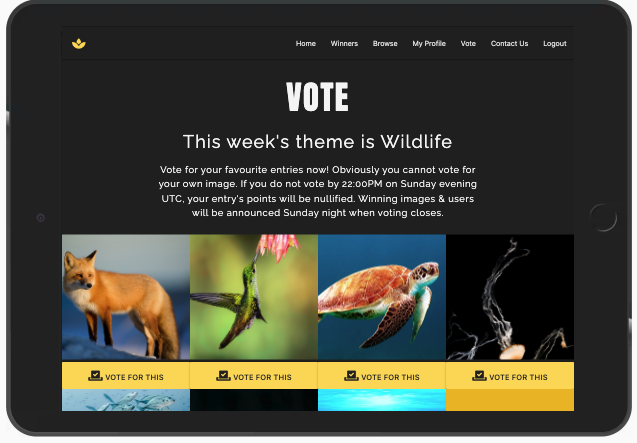 Home Winners Browse My Profile Vote Contact Us Logout
VOTE
This week's theme is Wildlife
Vote for your favourite entries now! Obviously you cannot vote for
your own image. If you do not vote by 22:00PM on Sunday evening
UTC, your entry's points will be nullified. Winning images & users
will be announced Sunday night when voting closes.
VOTE FOR THIS VOTE FOR THIS VOTE FOR THIS VOTE FOR THIS